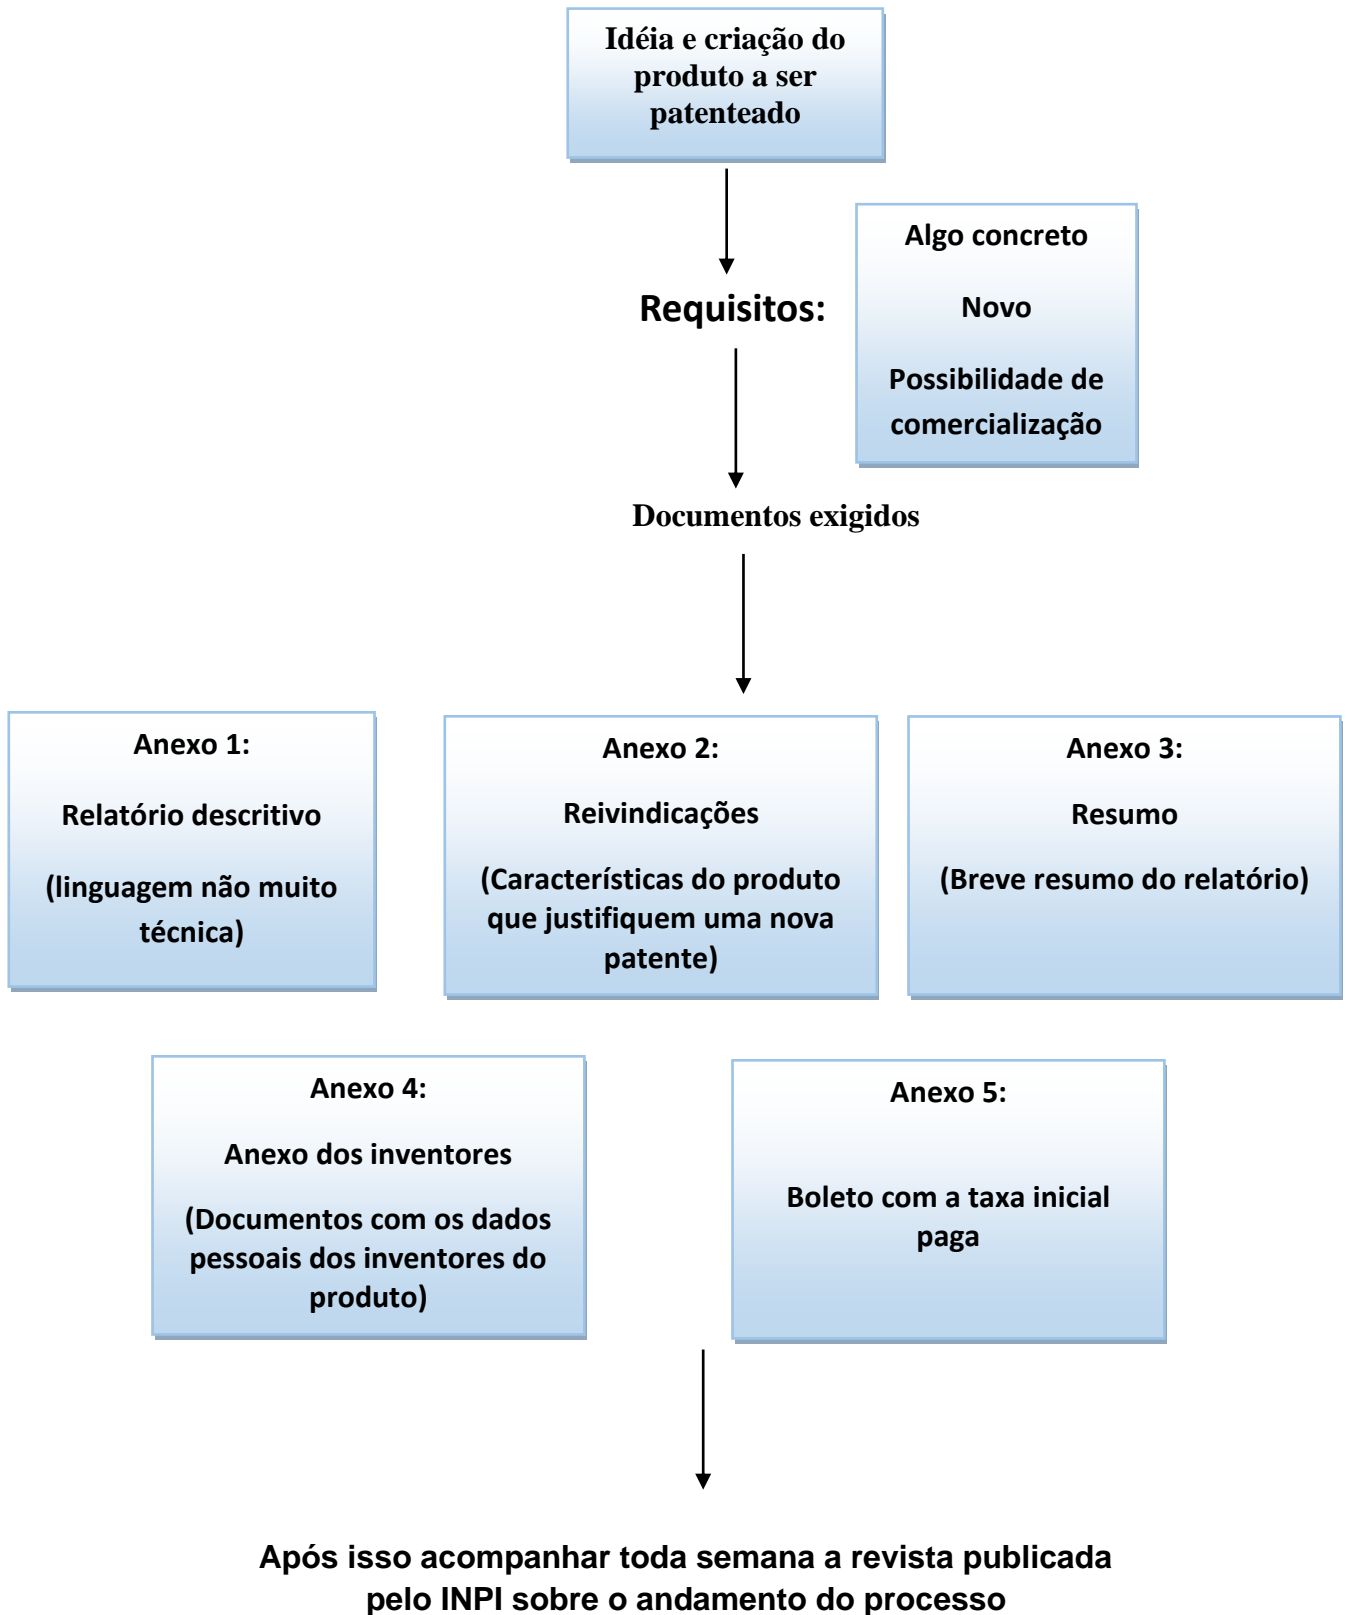 Idéia e criação do
produto a ser
patenteado
Algo concreto
Novo
Possibilidade de
comercialização
Requisitos:
Documentos exigidos
Anexo 1:
Relatório descritivo
(linguagem não muito
técnica)
Anexo 2:
Reivindicações
(Características do produto
que justifiquem uma nova
patente)
Anexo 3:
Resumo
(Breve resumo do relatório)
Anexo 4:
Anexo dos inventores
(Documentos com os dados
pessoais dos inventores do
produto)
Anexo 5:
Boleto com a taxa inicial
paga
Após isso acompanhar toda semana a revista publicada
pelo INPI sobre o andamento do processo